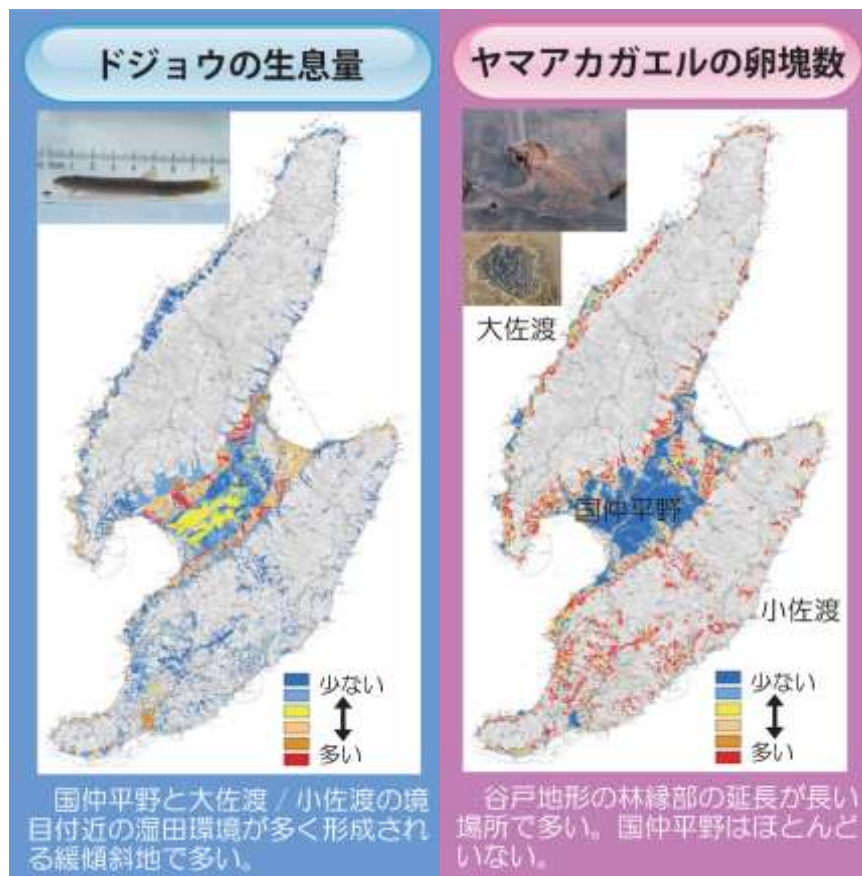 ドジョウの生息量
少ない
多い
国仲平野と大佐渡 / 小佐渡の境
目付近の湿田環境が多く形成され
る緩傾斜地で多い。
ヤマアカガエルの卵塊数
大佐渡
国仲平野
小佐渡
少ない
多い
谷戸地形の林縁部の延長が長い
場所で多い。国仲平野はほとんど
いない。